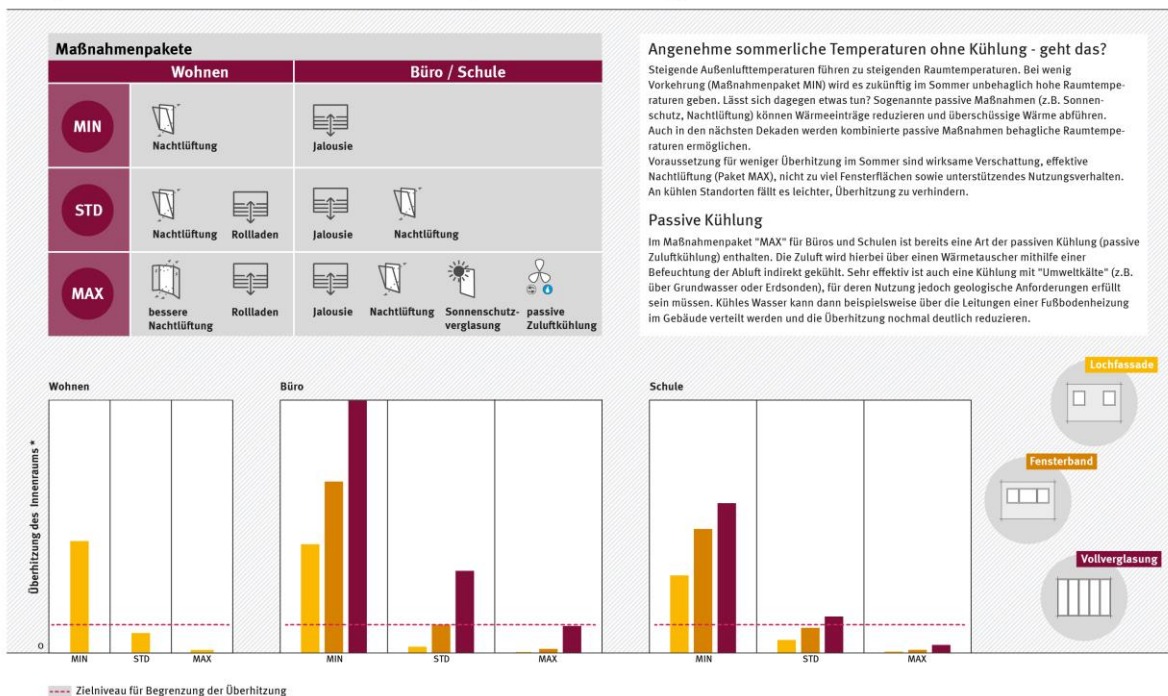 Maßnahmenpakete
Wohnen
Büro / Schule
MIN
Nachtlüftung
Jalousie
STD
Nachtlüftung
Rollladen
Jalousie
Nachtlüftung
MAX
bessere
Nachtlüftung
Rollladen
Jalousie
Nachtlüftung
Sonnenschutz-
verglasung
passive
Zuluftkühlung
Angenehme sommerliche Temperaturen ohne Kühlung - geht das?
Steigende Außenlufttemperaturen führen zu steigenden Raumtemperaturen. Bei wenig
Vorkehrung (Maßnahmenpaket MIN) wird es zukünftig im Sommer unbehaglich hohe Raumtempe-
raturen geben. Lässt sich dagegen etwas tun? Sogenannte passive Maßnahmen (z.B. Sonnen-
schutz, Nachtlüftung) können Wärmeeinträge reduzieren und überschüssige Wärme abführen.
Auch in den nächsten Dekaden werden kombinierte passive Maßnahmen behagliche Raumtempe-
raturen ermöglichen.
Voraussetzung für weniger Überhitzung im Sommer sind wirksame Verschattung, effektive
Nachtlüftung (Paket MAX), nicht zu viel Fensterflächen sowie unterstützendes Nutzungsverhalten.
An kühlen Standorten fällt es leichter, Überhitzung zu verhindern.
Passive Kühlung
Im Maßnahmenpaket "MAX" für Büros und Schulen ist bereits eine Art der passiven Kühlung (passive
Zuluftkühlung) enthalten. Die Zuluft wird hierbei über einen Wärmetauscher mithilfe einer
Befeuchtung der Abluft indirekt gekühlt. Sehr effektiv ist auch eine Kühlung mit "Umweltkälte" (z.B.
über Grundwasser oder Erdsonden), für deren Nutzung jedoch geologische Anforderungen erfüllt
sein müssen. Kühles Wasser kann dann beispielsweise über die Leitungen einer Fußbodenheizung
im Gebäude verteilt werden und die Überhitzung nochmal deutlich reduzieren.
Wohnen
Überhitzung des Innenraums *
0
MIN
STD
MAX
Büro
MIN
STD
MAX
Schule
MIN
STD
MAX
Lochfassade
Fensterband
Vollverglasung
Zielniveau für Begrenzung der Überhitzung